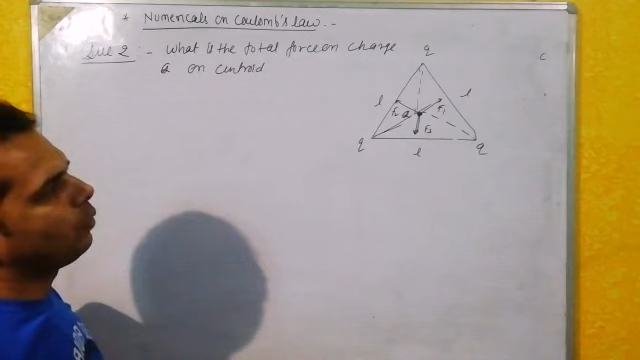 * Numericals on Coulomb's law .-
Que 2 :- What is the total force on charge
Q on centroid
q
l
l
F2
Q
F1
F3
q
l
q
c